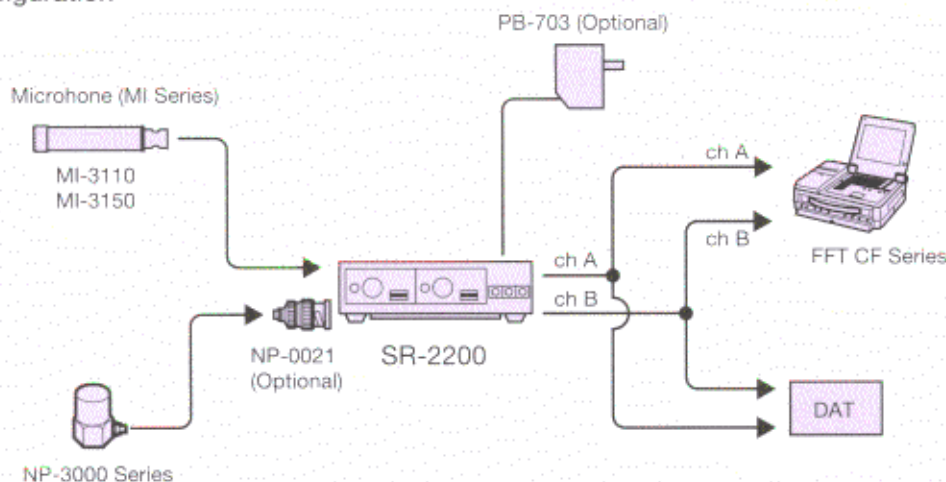 PB-703 (Optional)
Microhone (MI Series)
MI-3110
MI-3150
ch A
ch B
FFT CF Series
ch A
ch B
NP-0021
(Optional)
SR-2200
DAT
NP-3000 Series